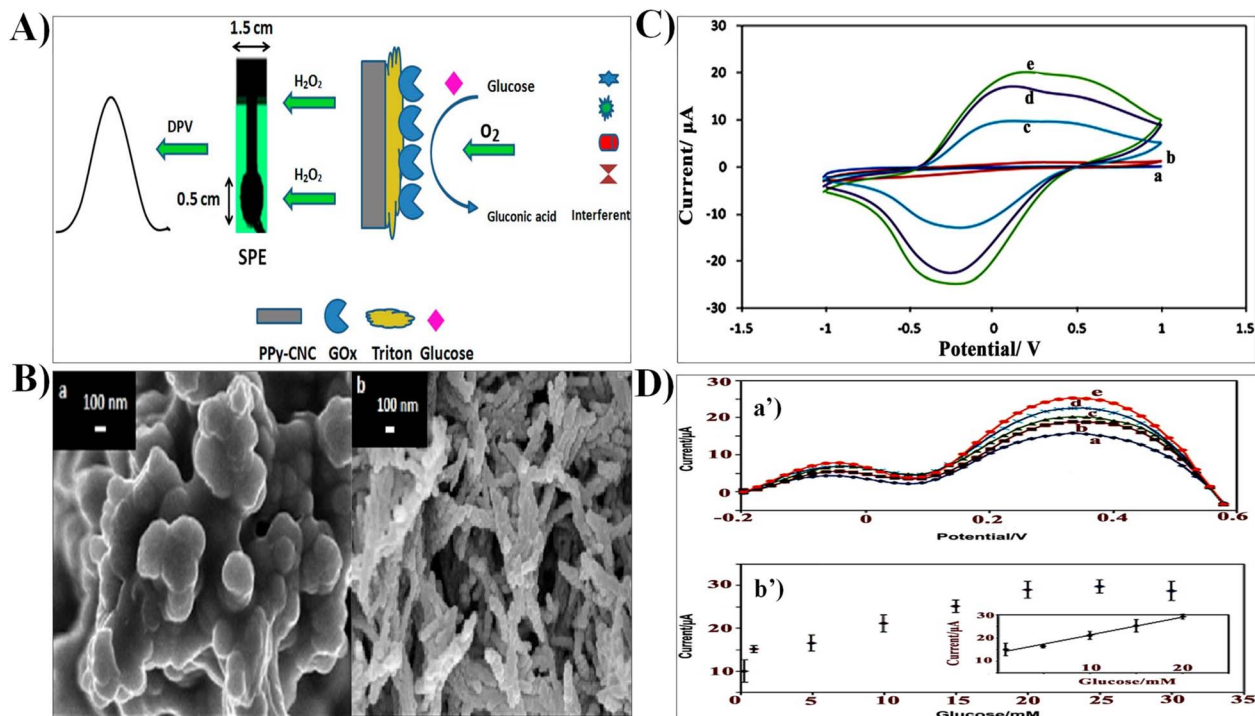 A)
1.5 cm
H₂O₂
Glucose
DPV
O₂
H₂O₂
0.5 cm
Gluconic acid
Interferent
SPE
PPy-CNC GOx Triton Glucose
B)
a
100 nm
b
100 nm
C)
30
20
10
0
-10
-20
-30
Current/ µA
e
d
c
b
a
-1.5 -1 -0.5 0 0.5 1 1.5
Potential/ V
D)
a')
30
20
10
0
Current/µA
e
d
c
b
a
-0.2 0 0.2 0.4 0.6
Potential/V
b')
30
20
10
Current/µA
30
20
10
Current/µA
10 20
Glucose/mM
0 5 10 15 20 25 30 35
Glucose/mM